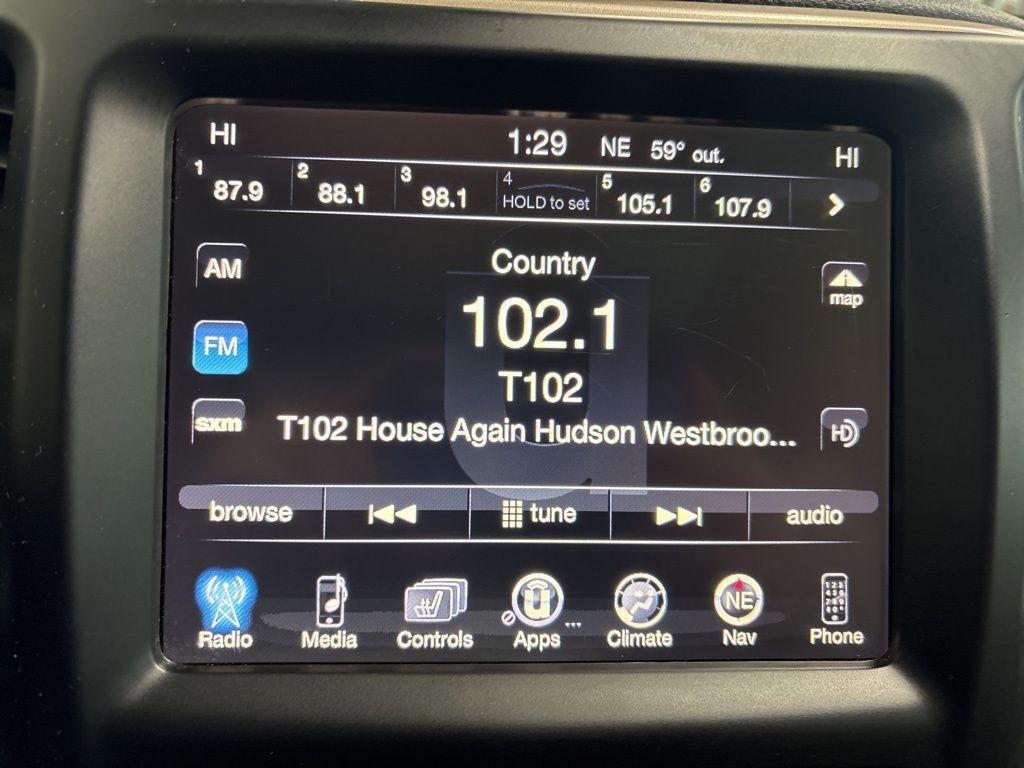 HI 1:29 NE 59° out. HI
1 87.9 2 88.1 3 98.1 4 HOLD to set 5 105.1 6 107.9 >
Country
AM
map
102.1
FM
T102
sxm
T102 House Again Hudson Westbroo...
HD
browse tune audio
u NE
Radio Media Controls Apps ... Climate Nav Phone